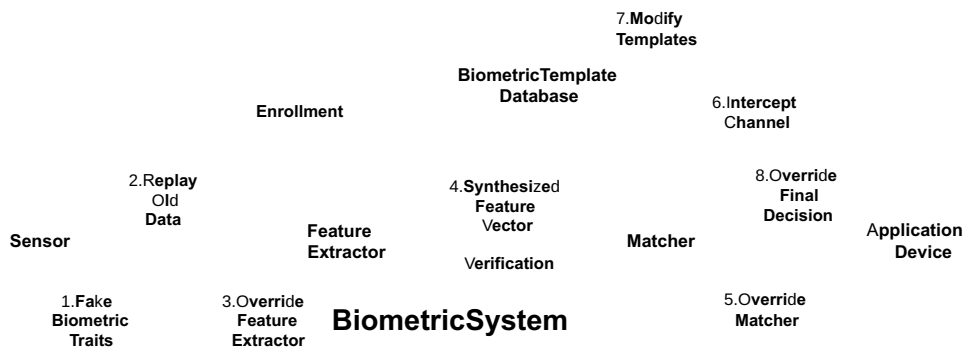 7.Modify
Templates
BiometricTemplate
Database
Enrollment
6.Intercept
Channel
2.Replay
Old
Data
4.Synthesized
Feature
Vector
8.Override
Final
Decision
Sensor
Feature
Extractor
Matcher
Application
Device
Verification
1.Fake
Biometric
Traits
3.Override
Feature
Extractor
BiometricSystem
5.Override
Matcher